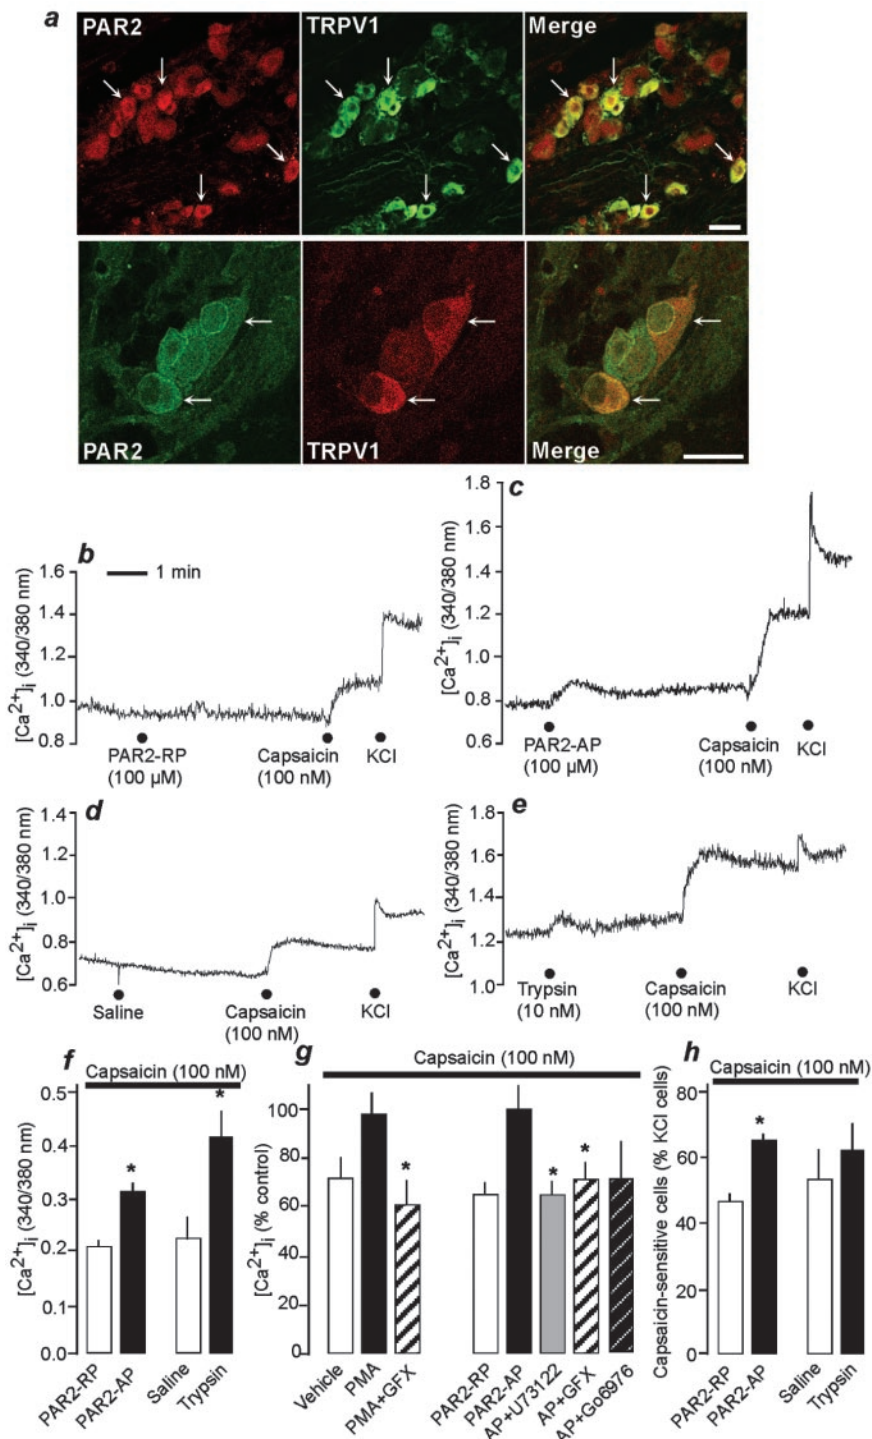 a
PAR2 TRPV1 Merge
PAR2 TRPV1 Merge
b
1 min
[Ca2+]i (340/380 nm)
1.6
1.4
1.2
1.0
0.8
PAR2-RP
(100 µM)
Capsaicin
(100 nM)
KCl
c
[Ca2+]i (340/380 nm)
1.8
1.6
1.4
1.2
1.0
0.8
0.6
PAR2-AP
(100 µM)
Capsaicin
(100 nM)
KCl
d
[Ca2+]i (340/380 nm)
1.4
1.2
1.0
0.8
0.6
Saline
Capsaicin
(100 nM)
KCl
e
[Ca2+]i (340/380 nm)
1.8
1.6
1.4
1.2
1.0
Trypsin
(10 nM)
Capsaicin
(100 nM)
KCl
f
Capsaicin (100 nM)
[Ca2+]i (340/380 nm)
0.5
0.4
0.3
0.2
0.1
0.0
*
*
PAR2-RP
PAR2-AP
Saline
Trypsin
g
Capsaicin (100 nM)
[Ca2+]i (% control)
100
80
60
40
20
0
*
*
*
Vehicle
PMA
PMA+GFX
PAR2-RP
PAR2-AP
AP+U73122
AP+GFX
AP+Go6976
h
Capsaicin (100 nM)
Capsaicin-sensitive cells (% KCl cells)
80
60
40
20
0
*
PAR2-RP
PAR2-AP
Saline
Trypsin